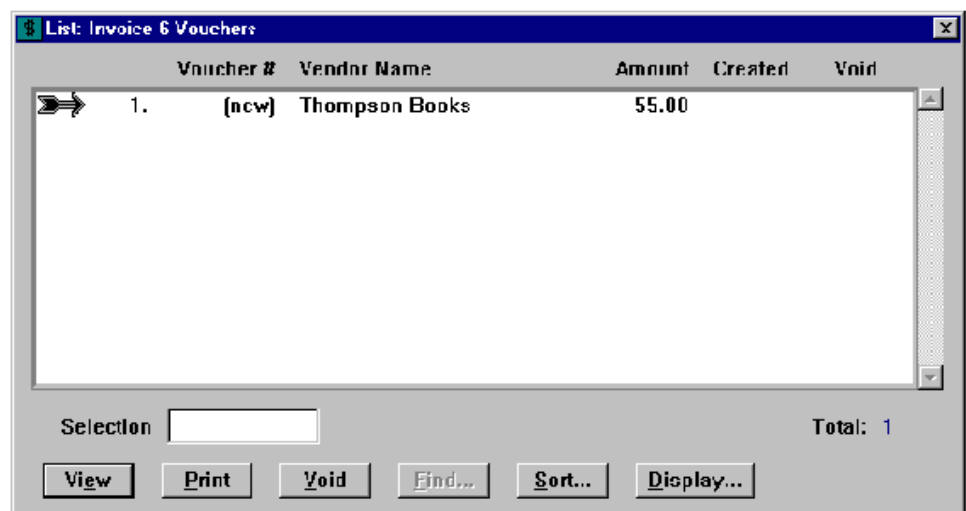 $ List: Invoice 6 Vouchers
Voucher # Vendor Name Amount Created Void
1. (new) Thompson Books 55.00
Selection Total: 1
View Print Void Find... Sort... Display...